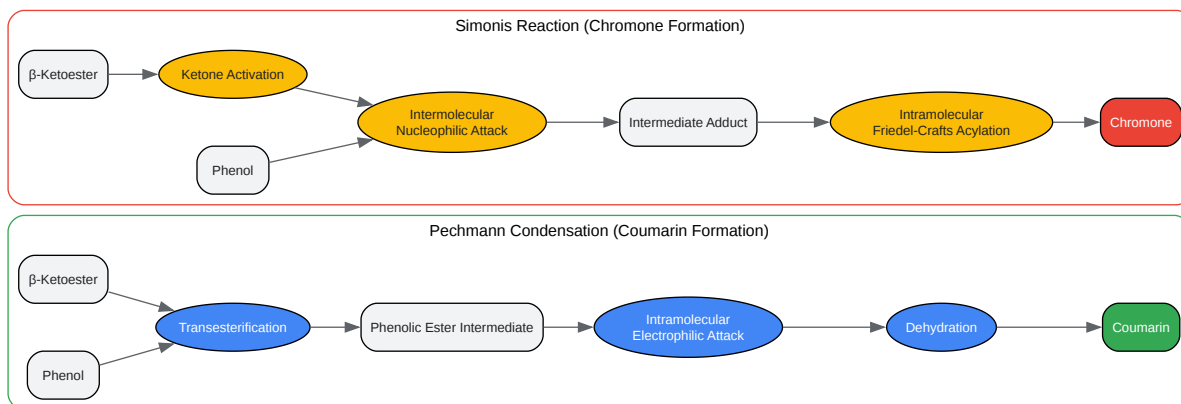 Simonis Reaction (Chromone Formation)
β-Ketoester
Ketone Activation
Phenol
Intermolecular
Nucleophilic Attack
Intermediate Adduct
Intramolecular
Friedel-Crafts Acylation
Chromone
Pechmann Condensation (Coumarin Formation)
β-Ketoester
Phenol
Transesterification
Phenolic Ester Intermediate
Intramolecular
Electrophilic Attack
Dehydration
Coumarin